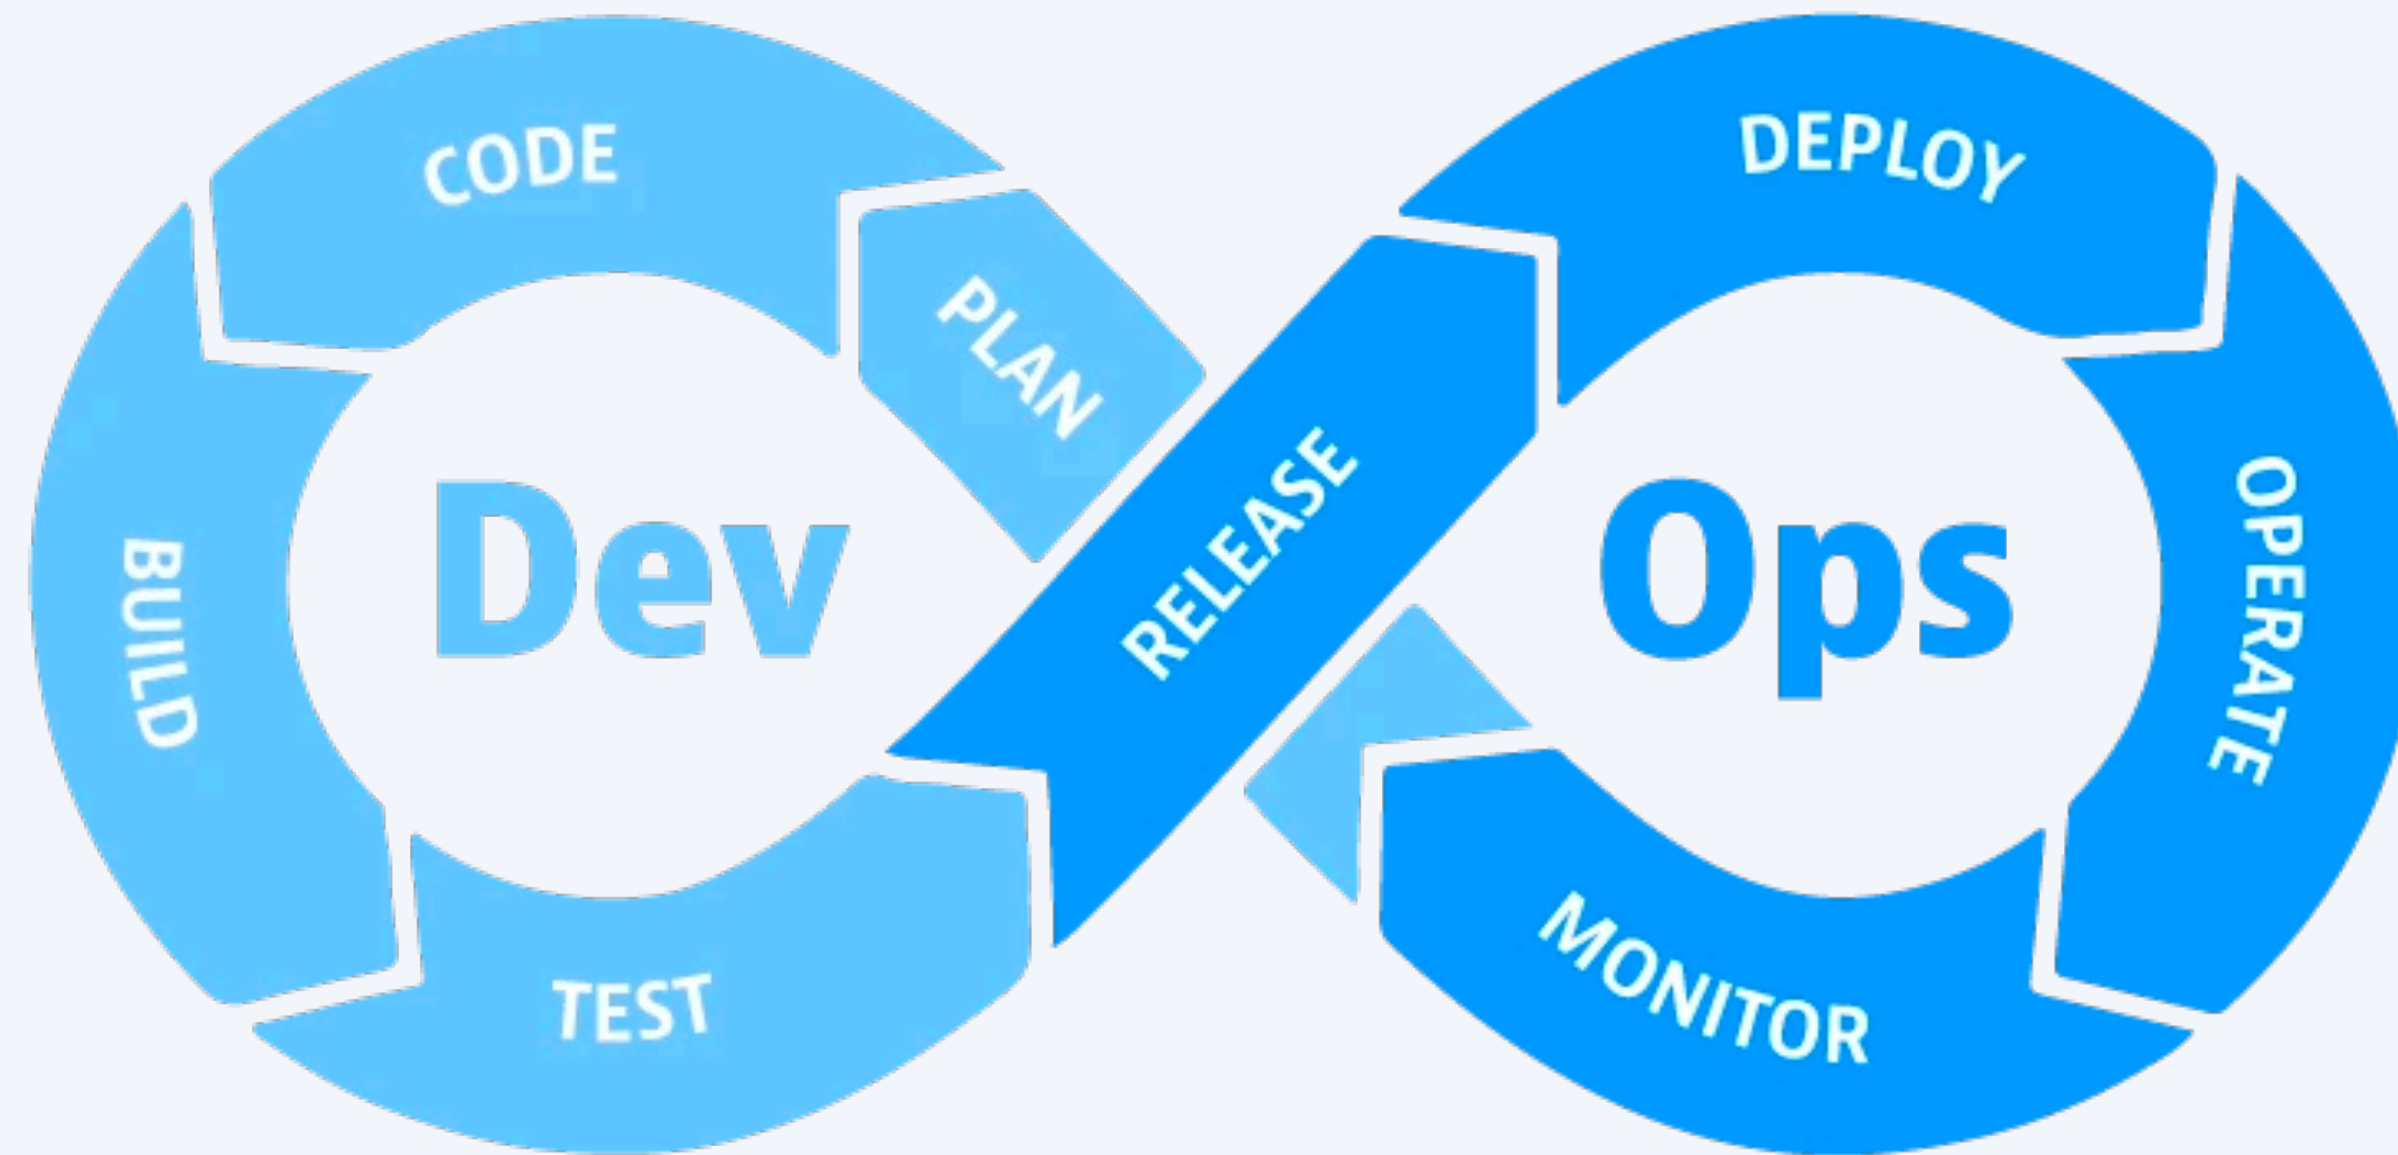 CODE
PLAN
BUILD
TEST
Dev
RELEASE
DEPLOY
OPERATE
MONITOR
Ops